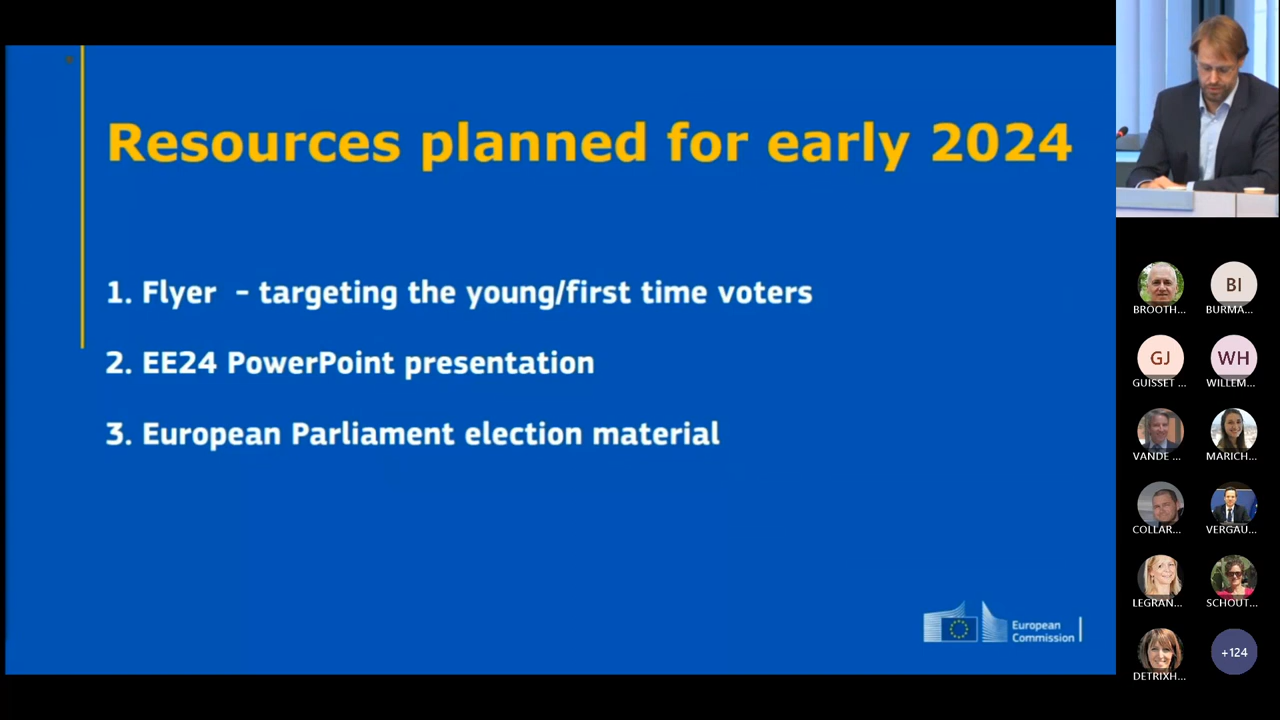 Resources planned for early 2024
1. Flyer - targeting the young/first time voters
2. EE24 PowerPoint presentation
3. European Parliament election material
European
Commission
BROOTH...
BI
BURMA...
GJ
GUISSET ...
WH
WILLEM...
VANDE ...
MARICH...
COLLAR...
VERGAU...
LEGRAN...
SCHOUT...
DETRIXH...
+124